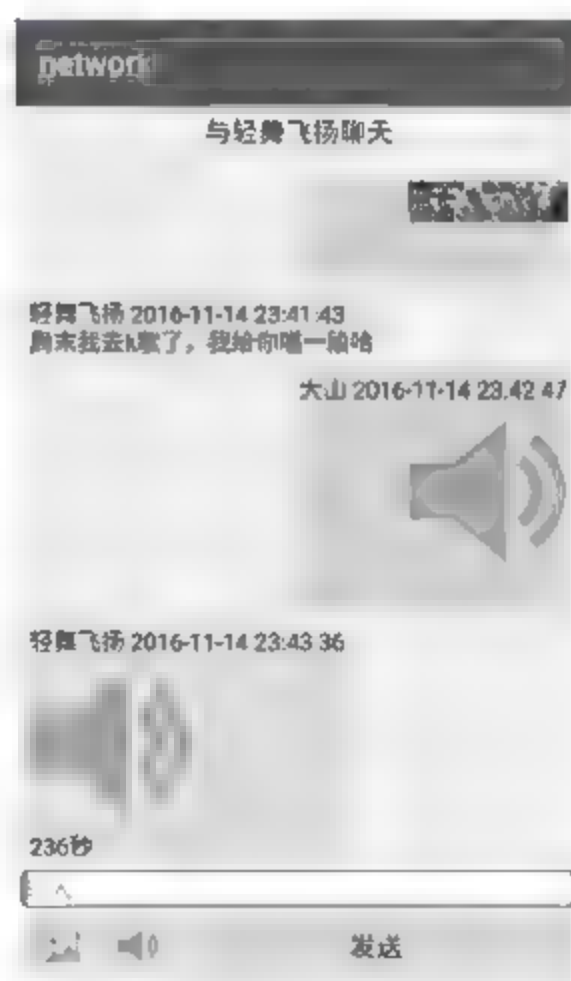 network
与轻舞飞扬聊天
轻舞飞扬 2016-11-14 23:41:43
周末我去k歌了，我给你唱一首哈
大山 2016-11-14 23:42:47
轻舞飞扬 2016-11-14 23:43:36
236秒
发送